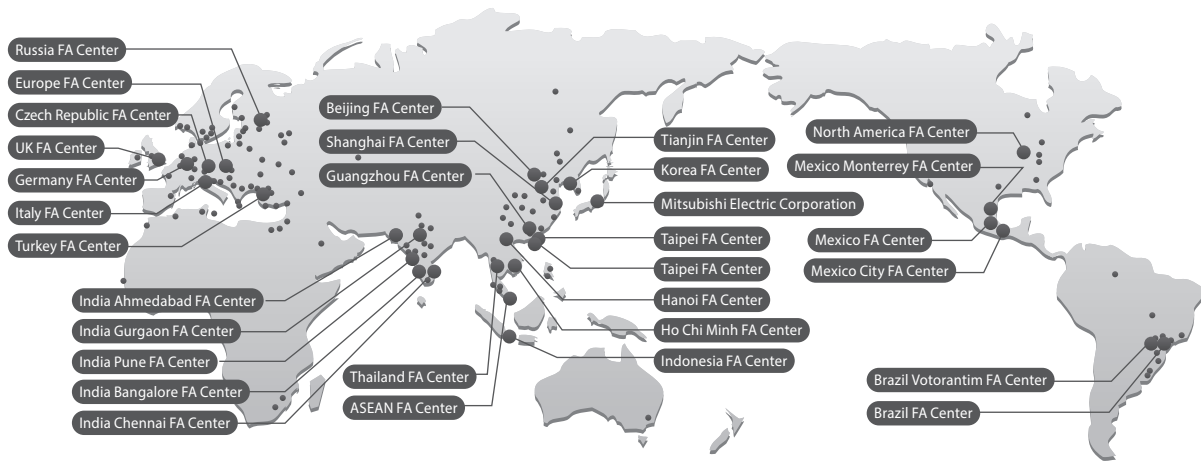 Russia FA Center
Europe FA Center
Czech Republic FA Center
UK FA Center
Germany FA Center
Italy FA Center
Turkey FA Center
India Ahmedabad FA Center
India Gurgaon FA Center
India Pune FA Center
India Bangalore FA Center
India Chennai FA Center
Beijing FA Center
Shanghai FA Center
Guangzhou FA Center
Thailand FA Center
ASEAN FA Center
Tianjin FA Center
Korea FA Center
Mitsubishi Electric Corporation
Taipei FA Center
Taipei FA Center
Hanoi FA Center
Ho Chi Minh FA Center
Indonesia FA Center
North America FA Center
Mexico Monterrey FA Center
Mexico FA Center
Mexico City FA Center
Brazil Votorantim FA Center
Brazil FA Center